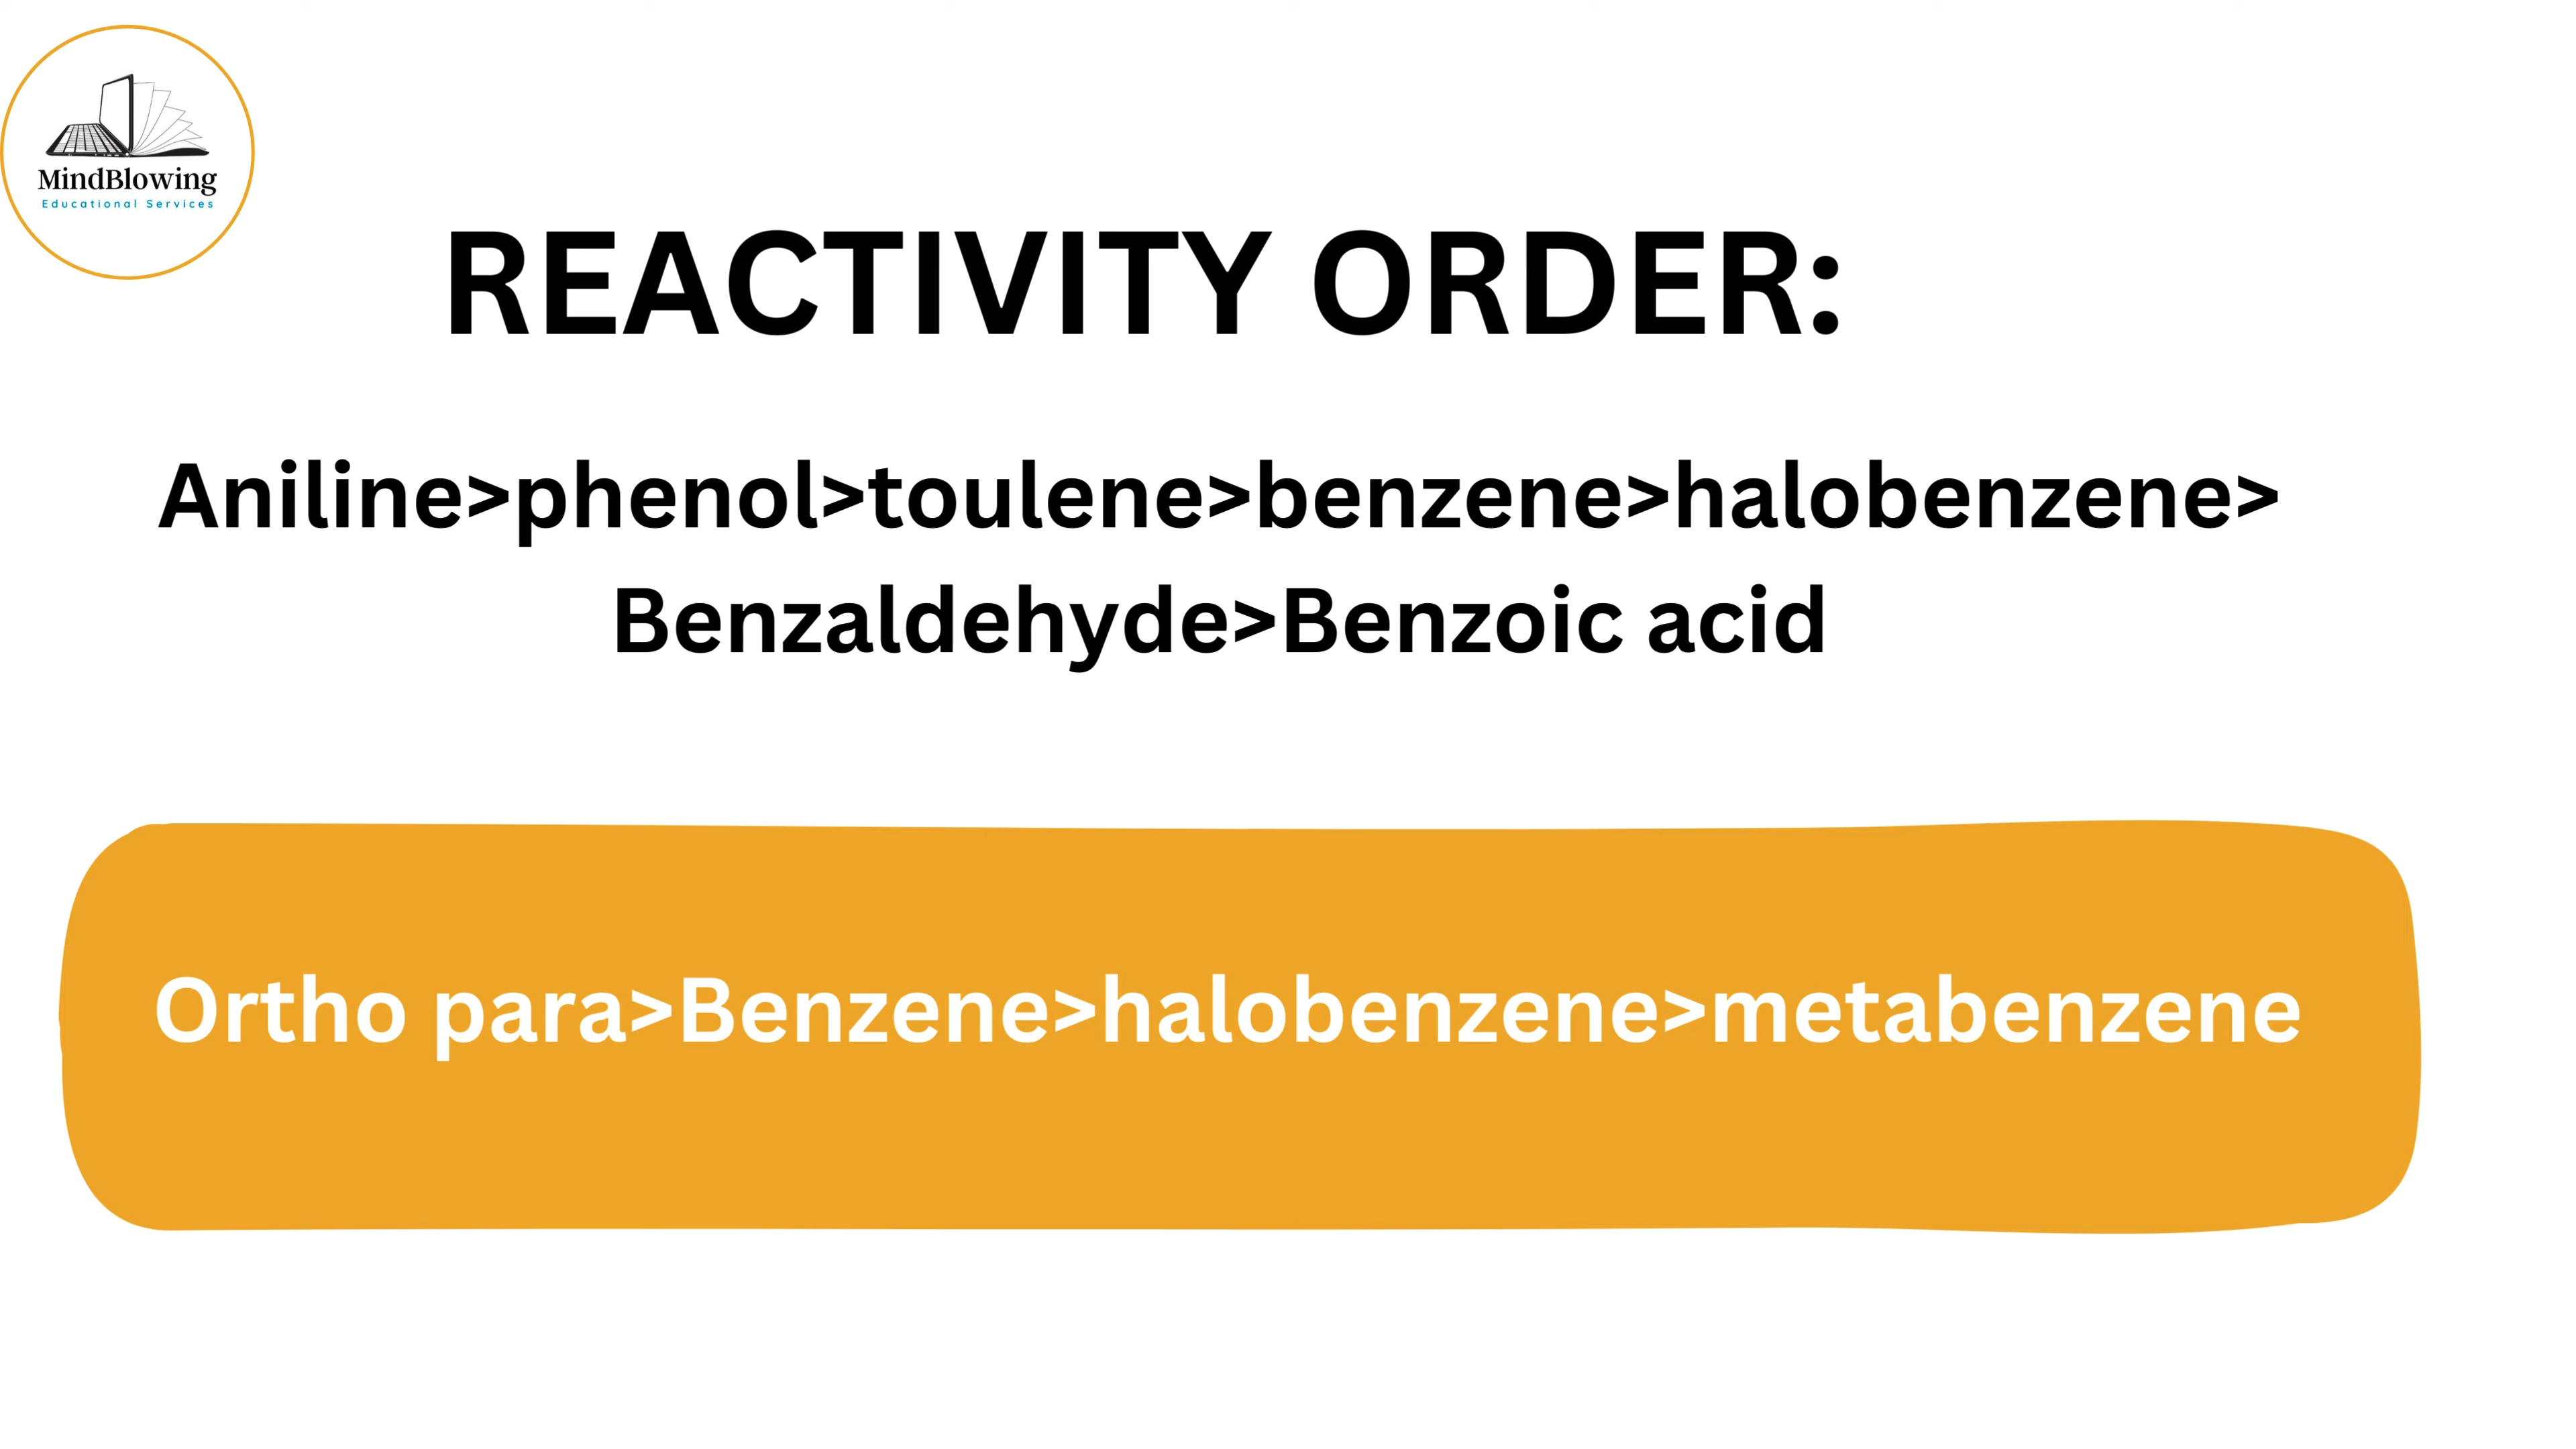 MindBlowing
Educational Services
REACTIVITY ORDER:
Aniline>phenol>toulene>benzene>halobenzene>
Benzaldehyde>Benzoic acid
Ortho para>Benzene>halobenzene>metabenzene